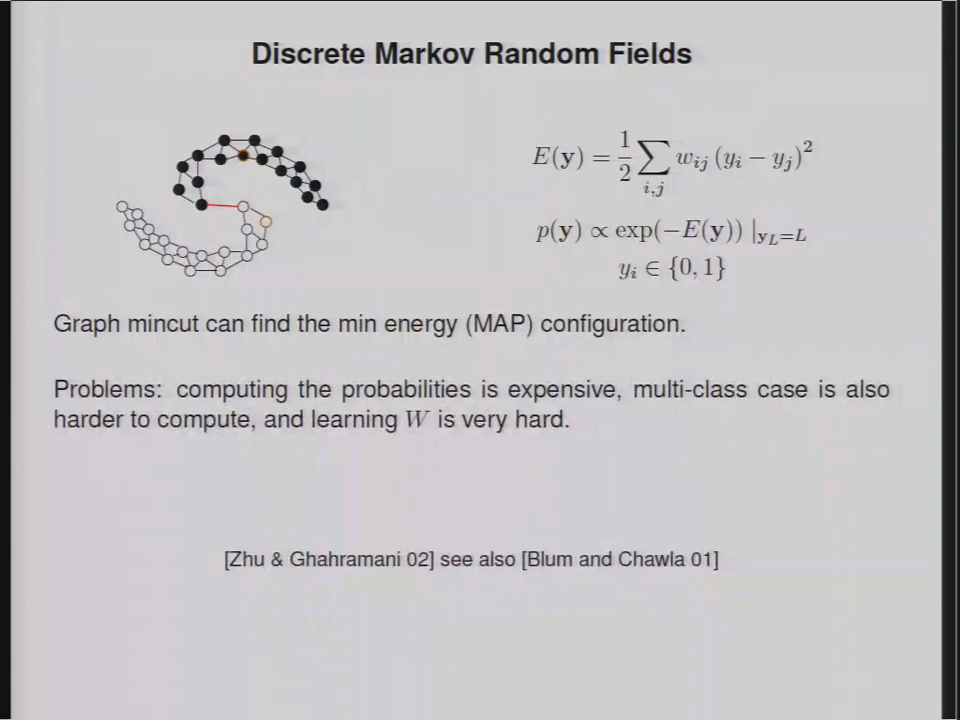 Discrete Markov Random Fields
E(y) = 1/2 ∑_{i,j} w_{ij} (y_i − y_j)^2
p(y) ∝ exp(−E(y)) |_{y_L=L}
y_i ∈ {0, 1}
Graph mincut can find the min energy (MAP) configuration.
Problems: computing the probabilities is expensive, multi-class case is also
harder to compute, and learning W is very hard.
[Zhu & Ghahramani 02] see also [Blum and Chawla 01]